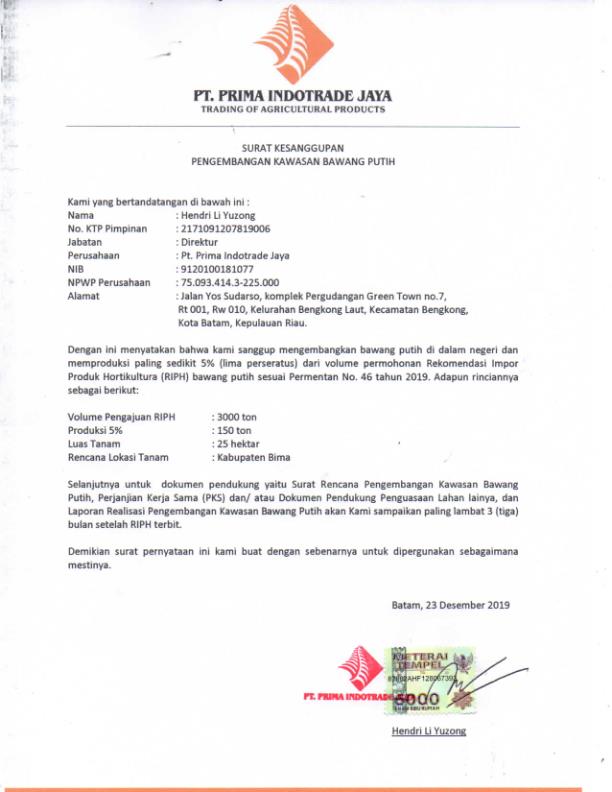 PT. PRIMA INDOTRADE JAYA
TRADING OF AGRICULTURAL PRODUCTS
SURAT KESANGGUPAN
PENGEMBANGAN KAWASAN BAWANG PUTIH
Kami yang bertandatangan di bawah ini :
Nama : Hendri Li Yuzong
No. KTP Pimpinan : 2171091207819006
Jabatan : Direktur
Perusahaan : Pt. Prima Indotrade Jaya
NIB : 9120100181077
NPWP Perusahaan : 75.093.414.3-225.000
Alamat : Jalan Yos Sudarso, komplek Pergudangan Green Town no.7,
Rt 001, Rw 010, Kelurahan Bengkong Laut, Kecamatan Bengkong,
Kota Batam, Kepulauan Riau.
Dengan ini menyatakan bahwa kami sanggup mengembangkan bawang putih di dalam negeri dan
memproduksi paling sedikit 5% (lima perseratus) dari volume permohonan Rekomendasi Impor
Produk Hortikultura (RIPH) bawang putih sesuai Permentan No. 46 tahun 2019. Adapun rinciannya
sebagai berikut:
Volume Pengajuan RIPH : 3000 ton
Produksi 5% : 150 ton
Luas Tanam : 25 hektar
Rencana Lokasi Tanam : Kabupaten Bima
Selanjutnya untuk dokumen pendukung yaitu Surat Rencana Pengembangan Kawasan Bawang
Putih, Perjanjian Kerja Sama (PKS) dan/ atau Dokumen Pendukung Penguasaan Lahan lainya, dan
Laporan Realisasi Pengembangan Kawasan Bawang Putih akan Kami sampaikan paling lambat 3 (tiga)
bulan setelah RIPH terbit.
Demikian surat pernyataan ini kami buat dengan sebenarnya untuk dipergunakan sebagaimana
mestinya.
Batam, 23 Desember 2019
METERAI
TEMPEL
PT. PRIMA INDOTRADE
6000
ENAM RIBU RUPIAH
Hendri Li Yuzong